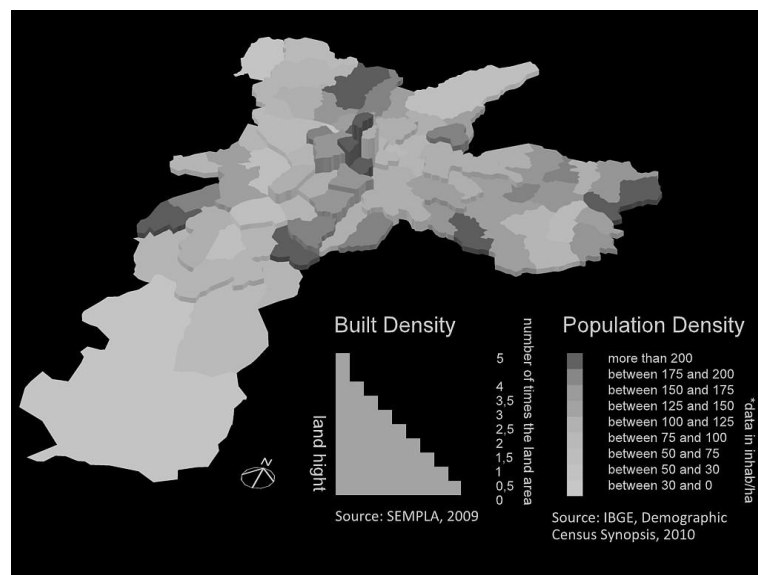 Built Density
number of times the land area
5
4
3,5
3
2,5
2
1,5
1
0,5
0
land hight
Source: SEMPLA, 2009
N
Population Density
more than 200
between 175 and 200
between 150 and 175
between 125 and 150
between 100 and 125
between 75 and 100
between 50 and 75
between 50 and 30
between 30 and 0
*data in inhab/ha
Source: IBGE, Demographic
Census Synopsis, 2010